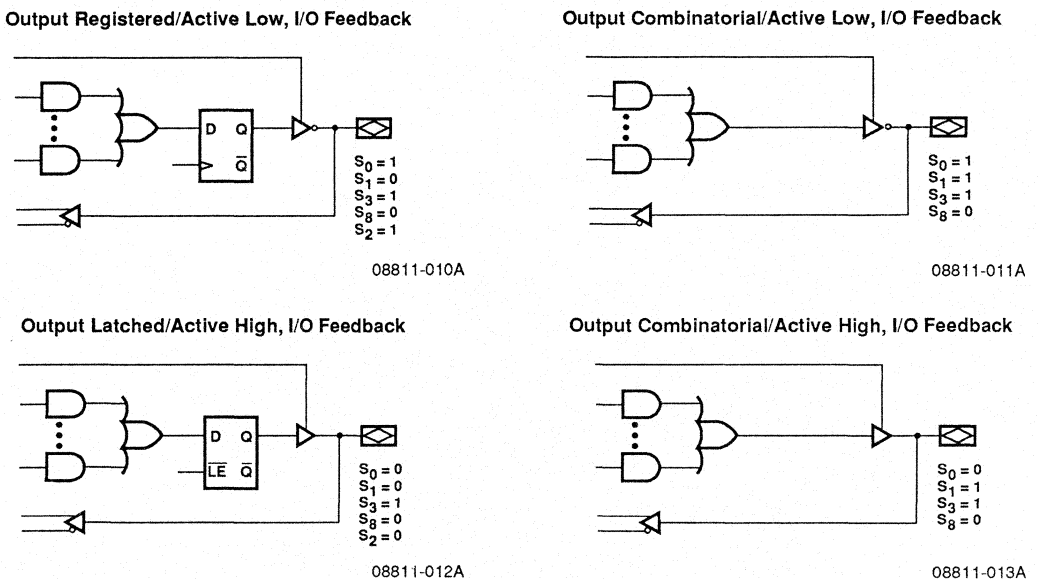 Output Registered/Active Low, I/O Feedback
D Q
Q̅
S0 = 1
S1 = 0
S3 = 1
S8 = 0
S2 = 1
08811-010A
Output Combinatorial/Active Low, I/O Feedback
S0 = 1
S1 = 1
S3 = 1
S8 = 0
08811-011A
Output Latched/Active High, I/O Feedback
D Q
L̅E̅ Q̅
S0 = 0
S1 = 0
S3 = 1
S8 = 0
S2 = 0
08811-012A
Output Combinatorial/Active High, I/O Feedback
S0 = 0
S1 = 1
S3 = 1
S8 = 0
08811-013A